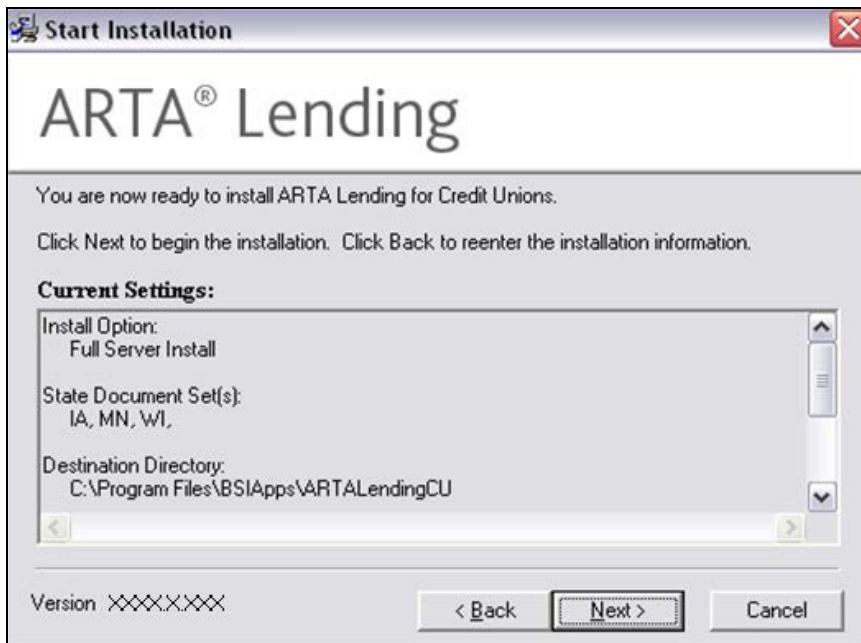 Start Installation
ARTA® Lending
You are now ready to install ARTA Lending for Credit Unions.
Click Next to begin the installation. Click Back to reenter the installation information.
Current Settings:
Install Option:
Full Server Install
State Document Set(s):
IA, MN, WI,
Destination Directory:
C:\Program Files\BSIApps\ARTALendingCU
Version XXXX.X.XXX
< Back
Next >
Cancel